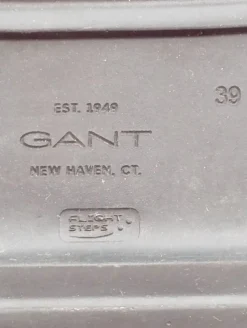 39
EST. 1949
GANT
NEW HAVEN, CT.
FLIGHT
STEPS